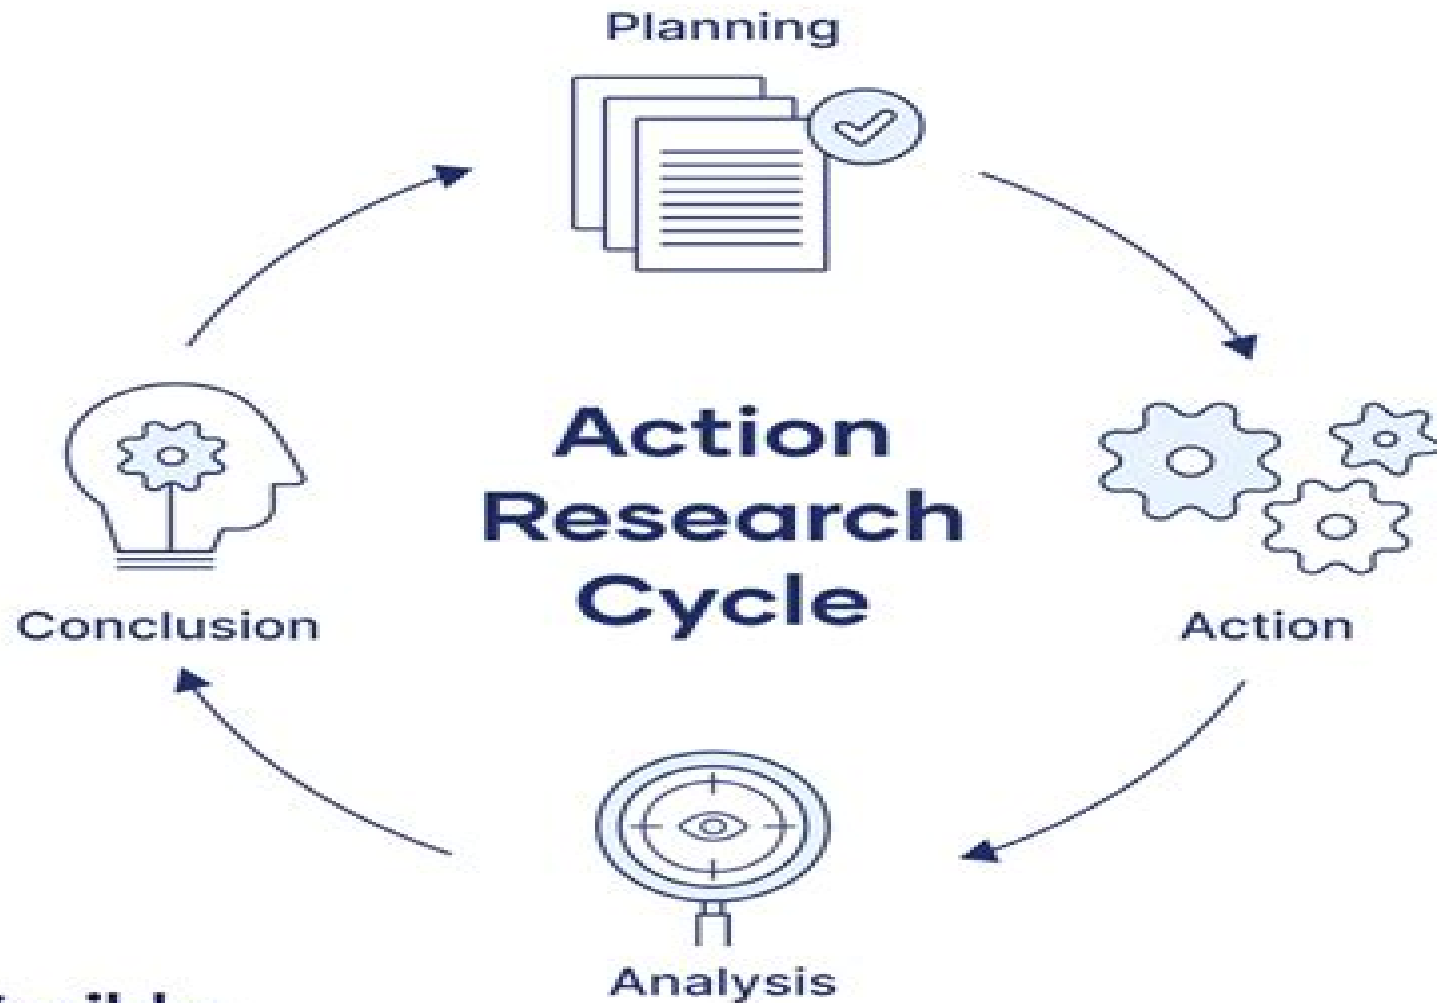 Planning
Action
Research
Cycle
Conclusion
Action
Analysis